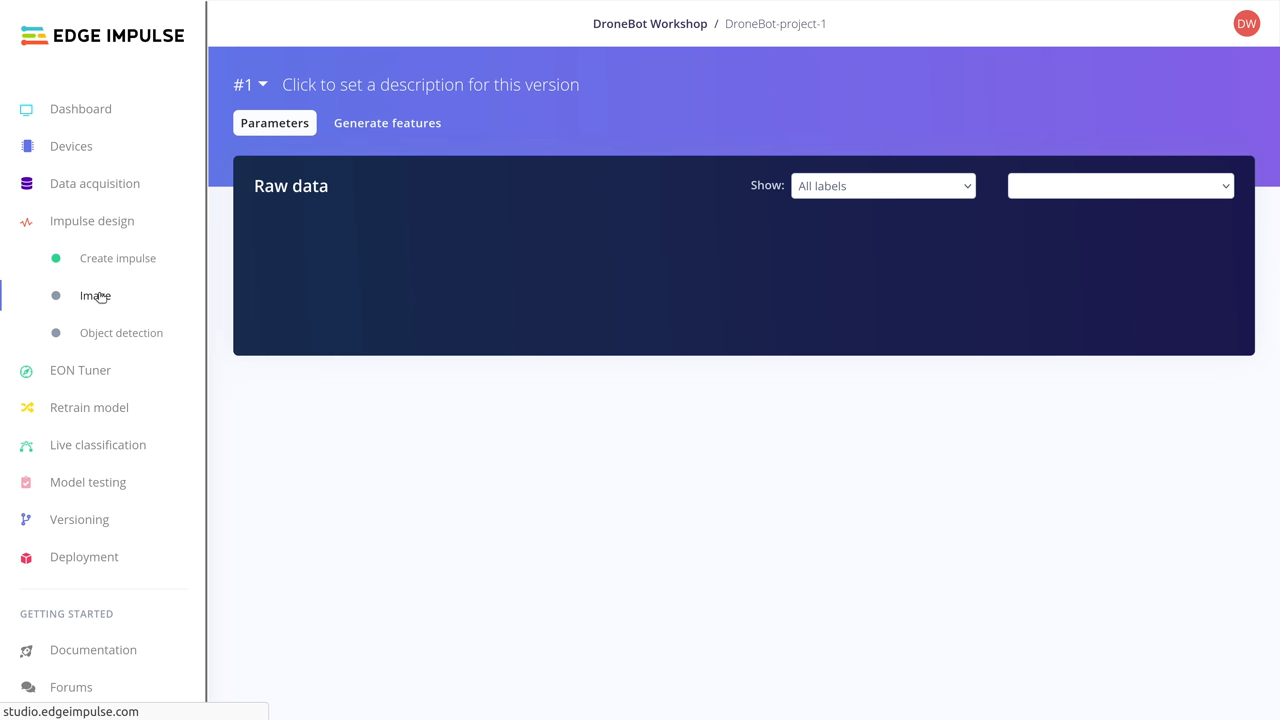 EDGE IMPULSE
DroneBot Workshop / DroneBot-project-1
DW
Dashboard
Devices
Data acquisition
Impulse design
Create impulse
Image
Object detection
EON Tuner
Retrain model
Live classification
Model testing
Versioning
Deployment
GETTING STARTED
Documentation
Forums
studio.edgeimpulse.com
#1 Click to set a description for this version
Parameters Generate features
Raw data Show: All labels